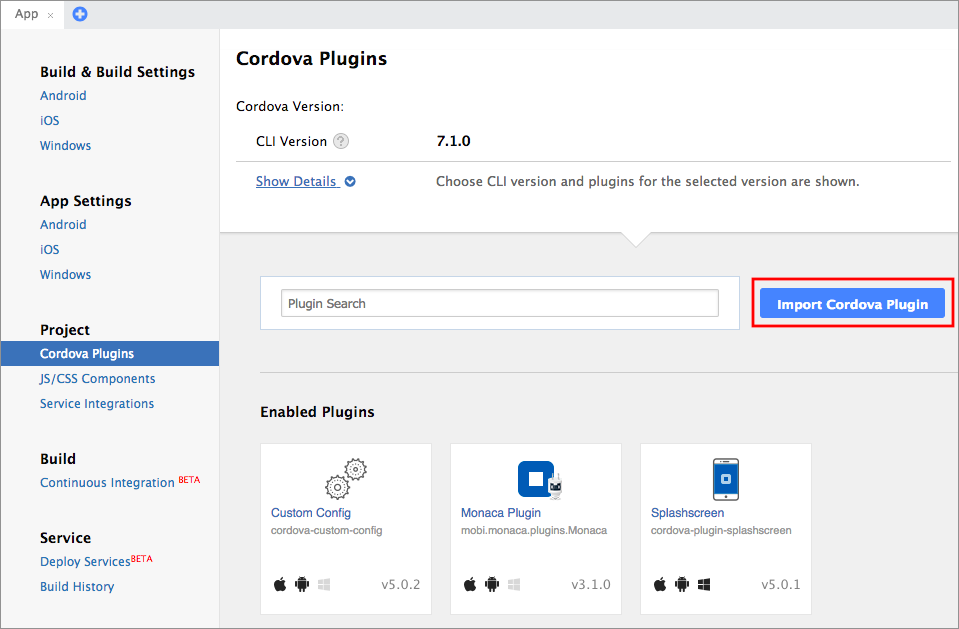 App ×
Build & Build Settings
Android
iOS
Windows
App Settings
Android
iOS
Windows
Project
Cordova Plugins
JS/CSS Components
Service Integrations
Build
Continuous Integration BETA
Service
Deploy Services BETA
Build History
Cordova Plugins
Cordova Version:
CLI Version ? 7.1.0
Show Details Choose CLI version and plugins for the selected version are shown.
Plugin Search
Import Cordova Plugin
Enabled Plugins
Custom Config
cordova-custom-config
v5.0.2
Monaca Plugin
mobi.monaca.plugins.Monaca
v3.1.0
Splashscreen
cordova-plugin-splashscreen
v5.0.1